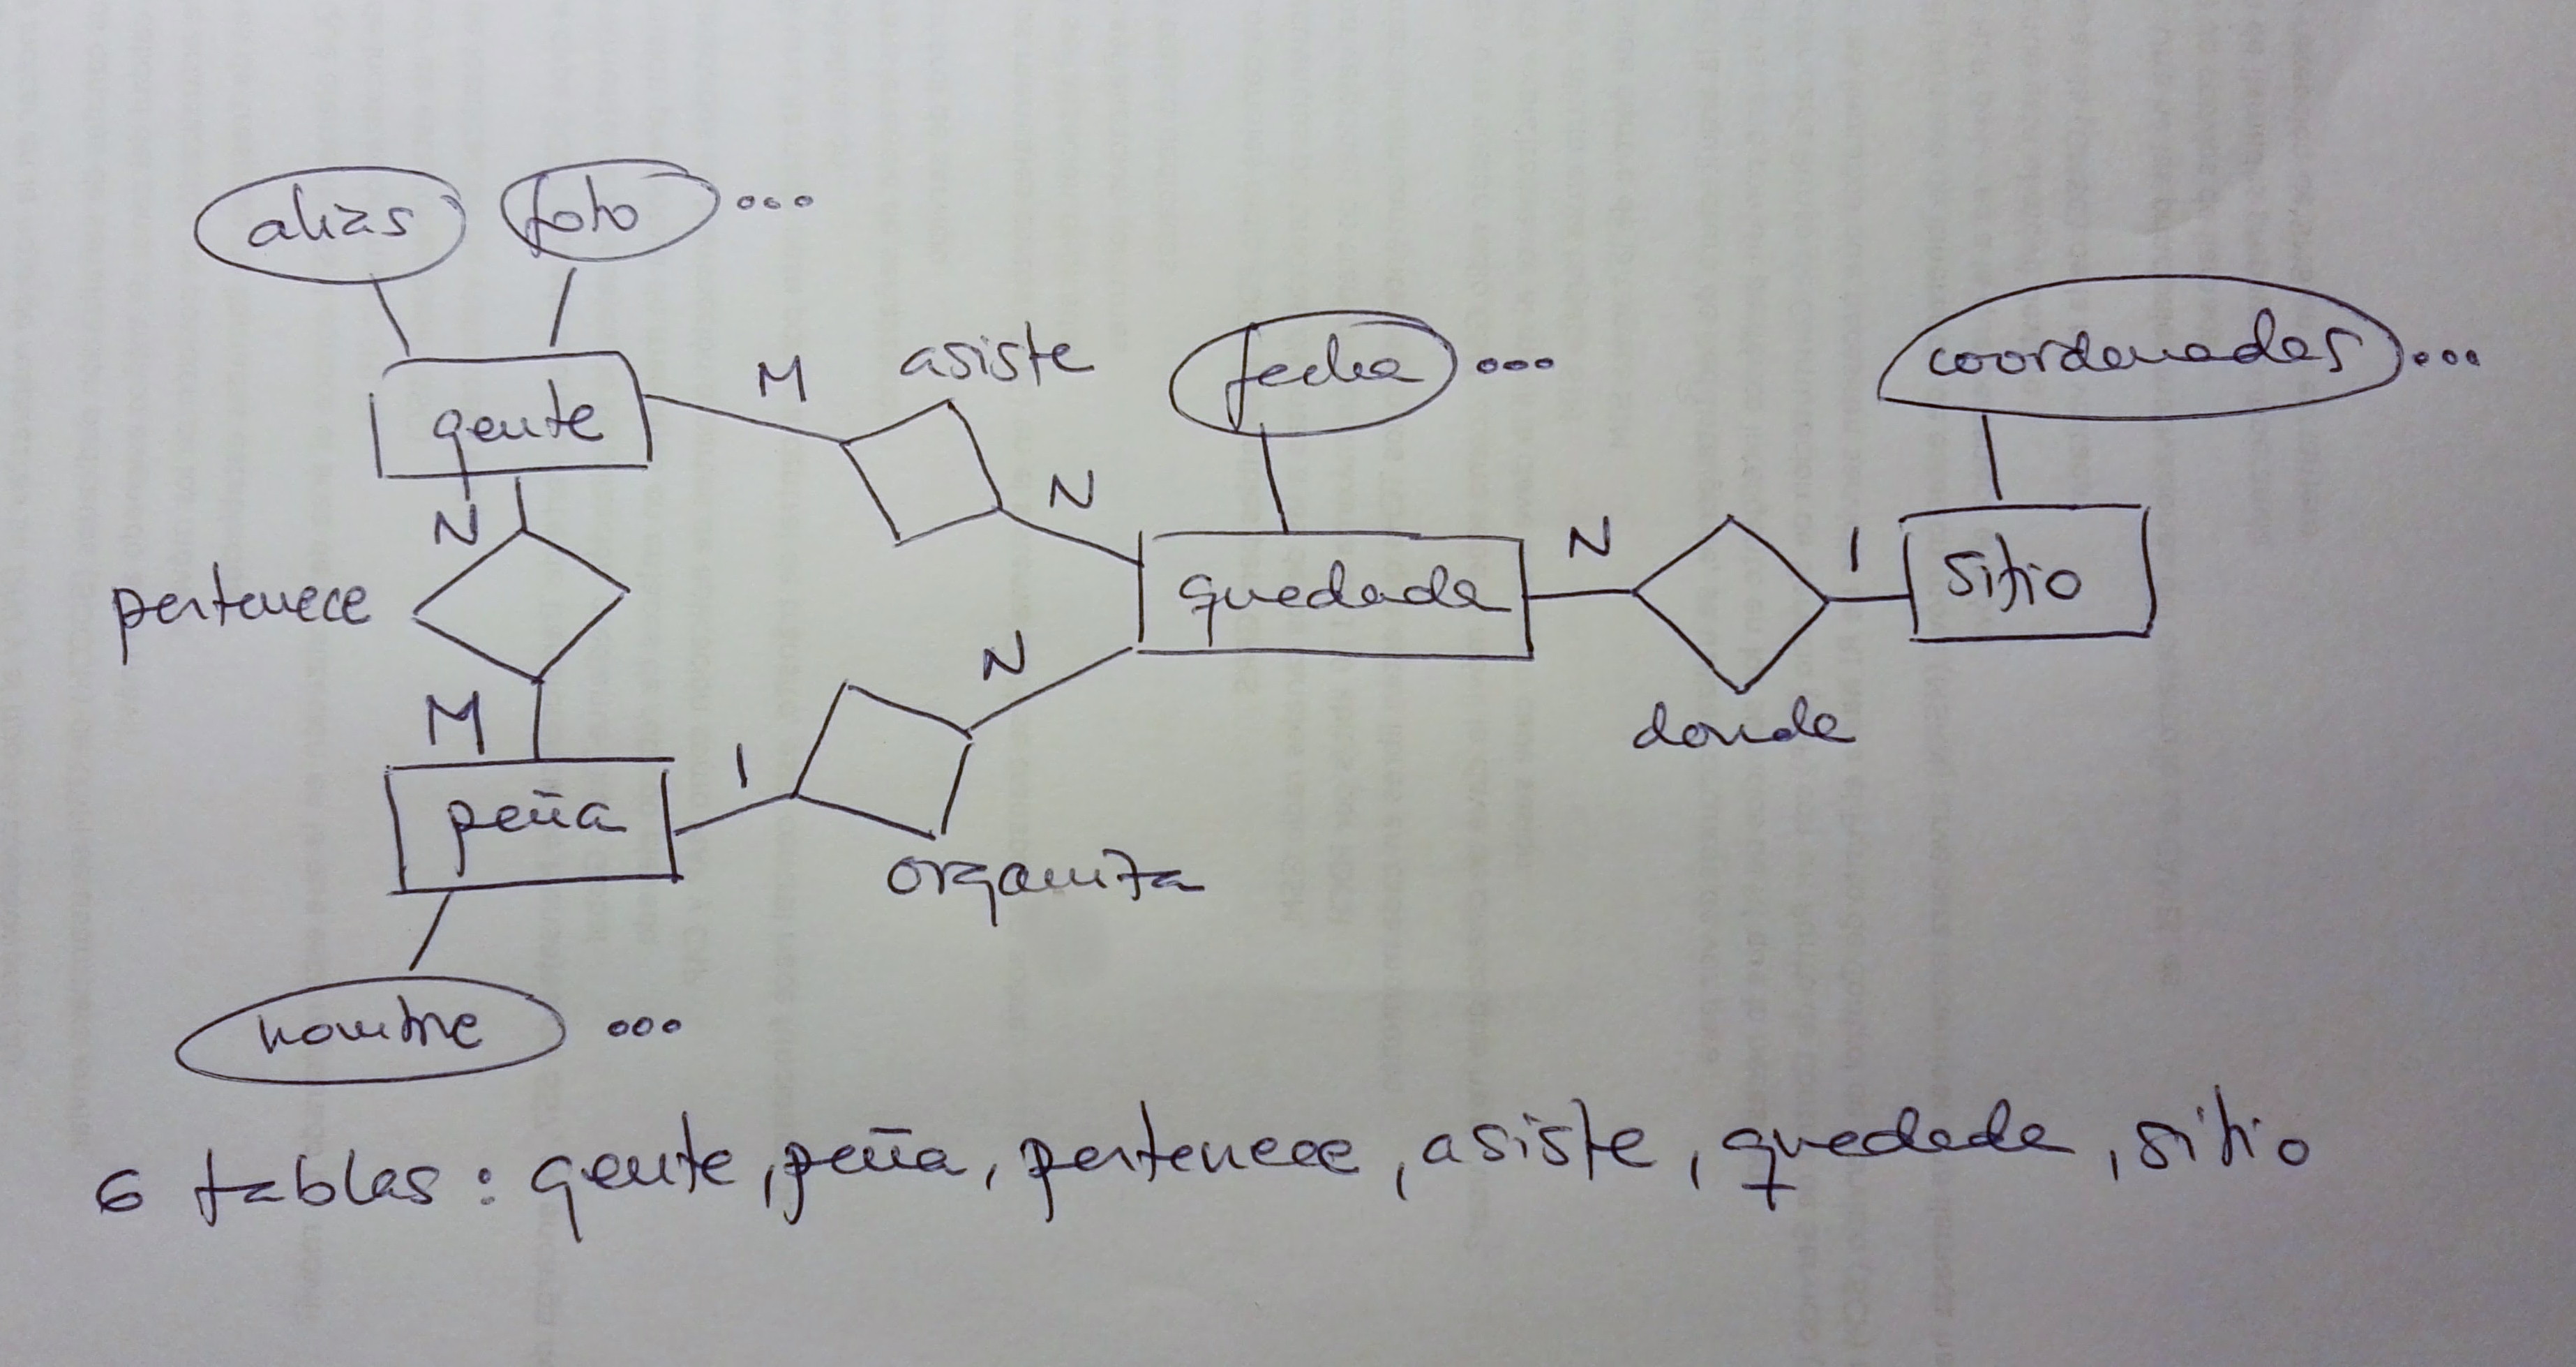 alias foto ...
asiste
M
fecha ...
coordenadas ...
gente
N
N
N
1
quedada
sitio
pertenece
N
donde
M
1
peña
organiza
nombre ...
6 tablas: gente, peña, pertenece, asiste, quedada, sitio